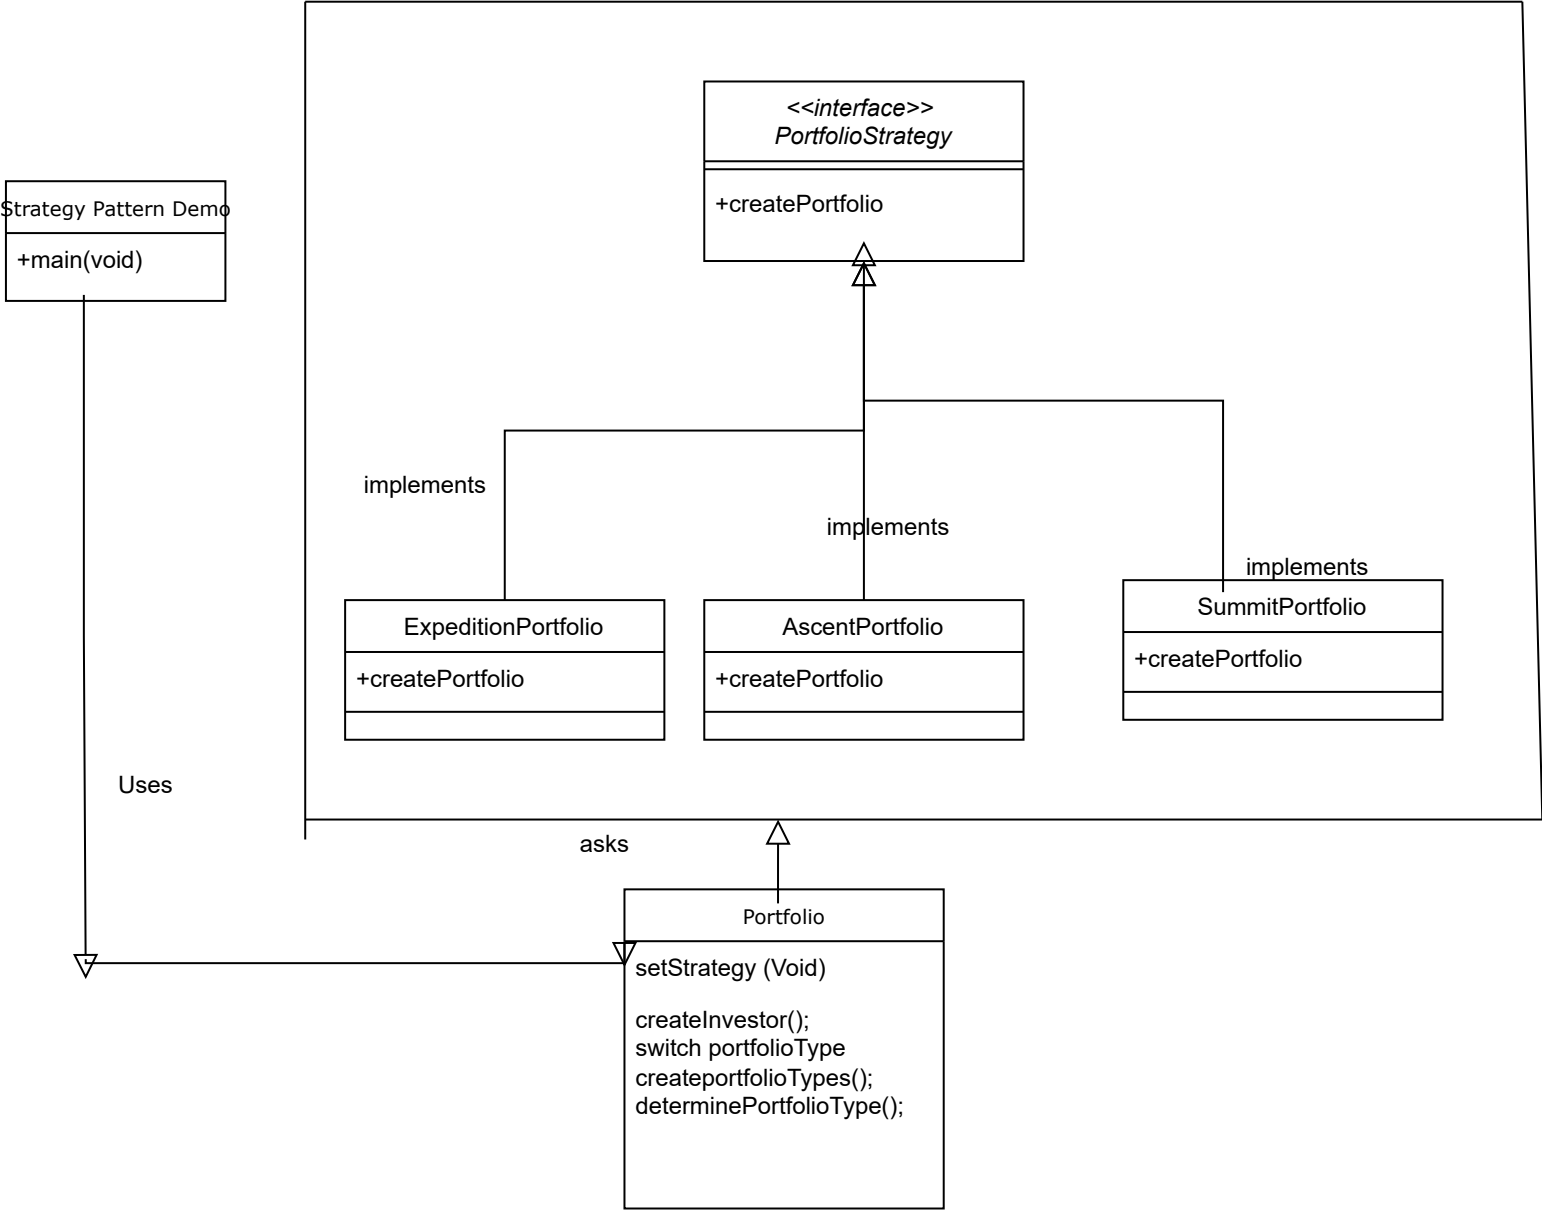 <<interface>>
PortfolioStrategy
+createPortfolio
Strategy Pattern Demo
+main(void)
implements
implements
implements
ExpeditionPortfolio
+createPortfolio
AscentPortfolio
+createPortfolio
SummitPortfolio
+createPortfolio
Uses
asks
Portfolio
setStrategy (Void)
createInvestor();
switch portfolioType
createportfolioTypes();
determinePortfolioType();